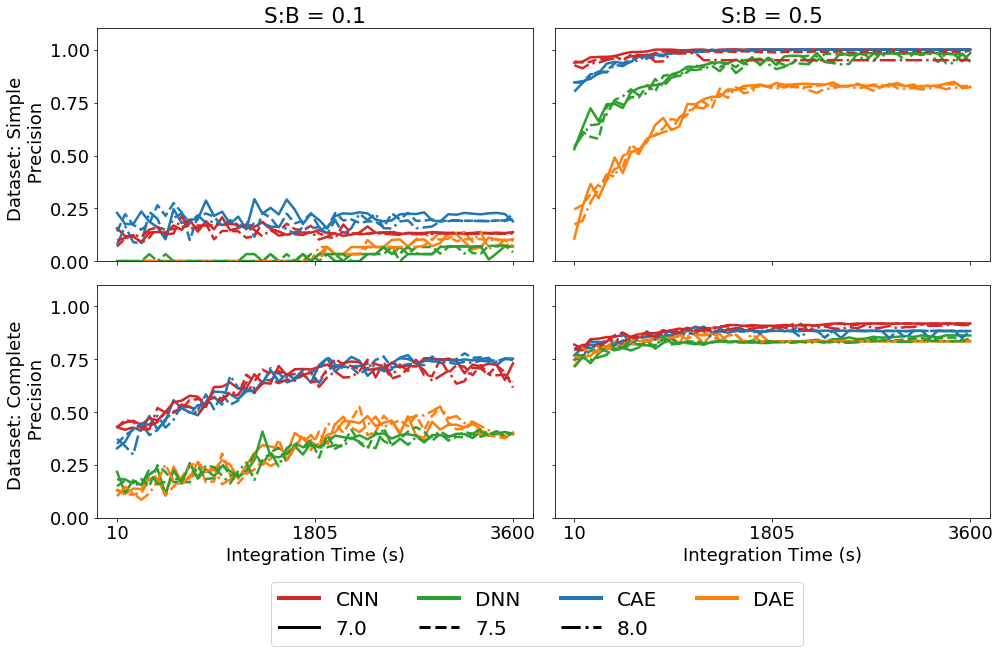 S:B = 0.1
S:B = 0.5
Dataset: Simple
Precision
1.00
0.75
0.50
0.25
0.00
Dataset: Complete
Precision
1.00
0.75
0.50
0.25
0.00
10 1805 3600
10 1805 3600
Integration Time (s)
Integration Time (s)
CNN DNN CAE DAE
7.0 7.5 8.0